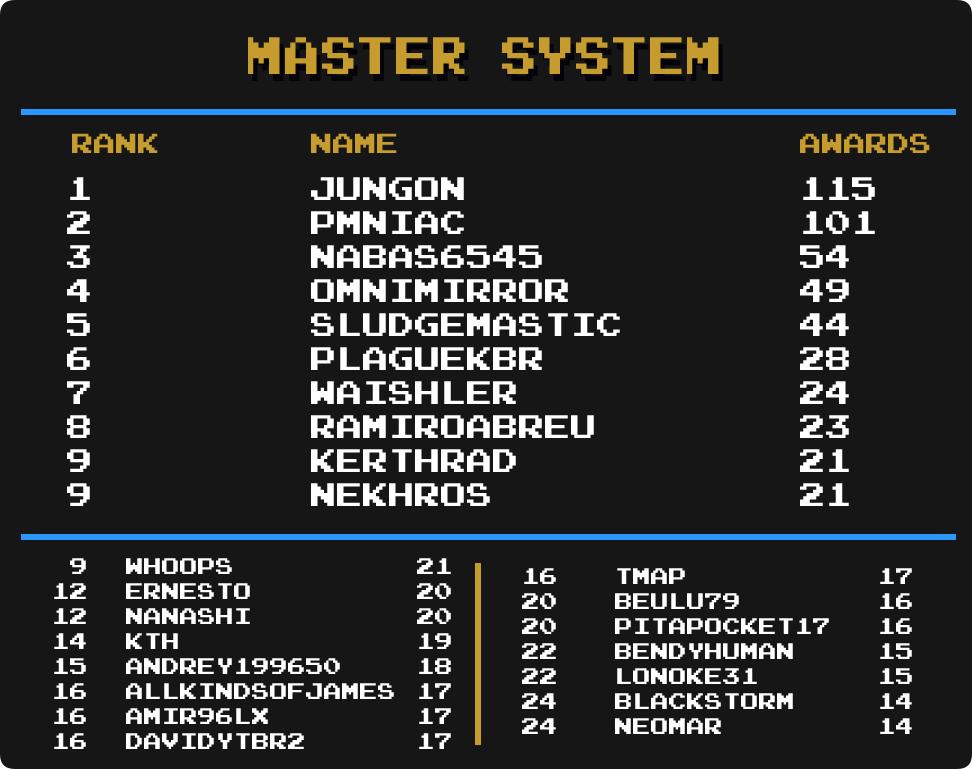 MASTER SYSTEM
RANK NAME AWARDS
1 JUNGON 115
2 PMNIAC 101
3 NABAS6545 54
4 OMNIMIRROR 49
5 SLUDGEMASTIC 44
6 PLAGUEKBR 28
7 WAISHLER 24
8 RAMIROABREU 23
9 KERTHRAD 21
9 NEKHROS 21
9 WHOOPS 21
12 ERNESTO 20
12 NANASHI 20
14 KTH 19
15 ANDREY199650 18
16 ALLKINDSOFJAMES 17
16 AMIR96LX 17
16 DAVIDYTBR2 17
16 TMAP 17
20 BEULU79 16
20 PITAPOCKET17 16
22 BENDYHUMAN 15
22 LONOKE31 15
24 BLACKSTORM 14
24 NEOMAR 14